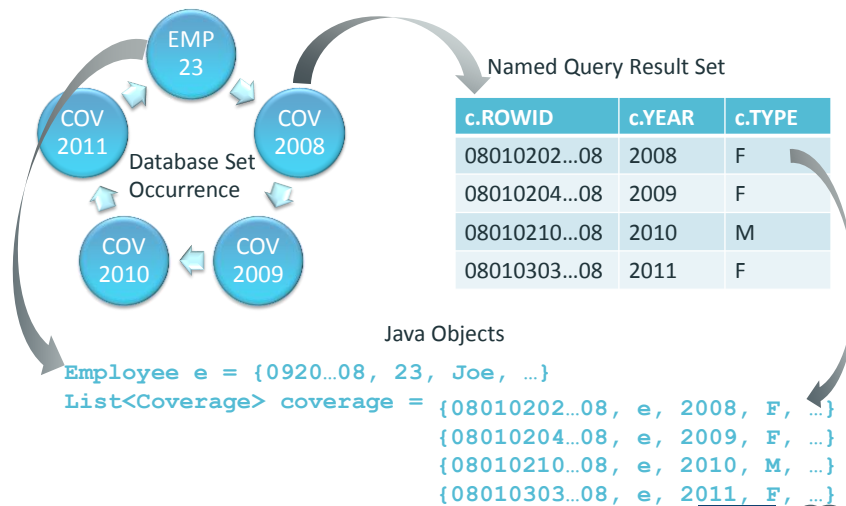 EMP
23
COV
2008
COV
2009
COV
2010
COV
2011
Database Set
Occurrence
Named Query Result Set
c.ROWID c.YEAR c.TYPE
08010202…08 2008 F
08010204…08 2009 F
08010210…08 2010 M
08010303…08 2011 F
Java Objects
Employee e = {0920…08, 23, Joe, …}
List<Coverage> coverage = {08010202…08, e, 2008, F, …}
{08010204…08, e, 2009, F, …}
{08010210…08, e, 2010, M, …}
{08010303…08, e, 2011, F, …}